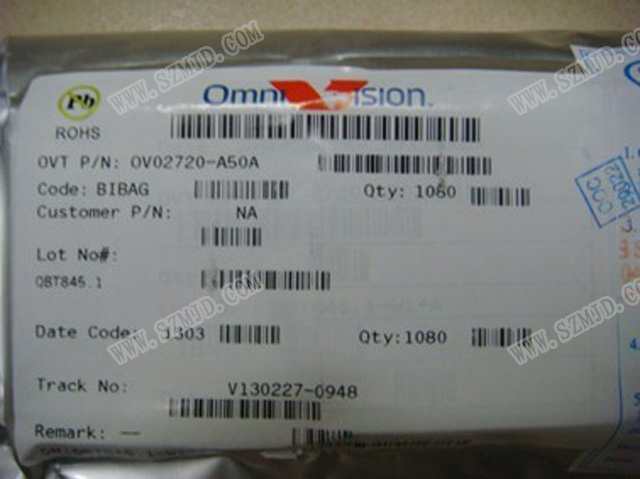 WWW.SZMJD.COM
WWW.SZMJD.COM
Pb
OmniVision
ROHS
OVT P/N: OV02720-A50A
Code: BIBAG
Qty: 1080
Customer P/N: NA
Lot No#:
QBT845.1
Date Code: 1303
Qty:1080
Track No: V130227-0948
Remark: —
OOC
WWW.SZMJD.COM
WWW.SZMJD.COM